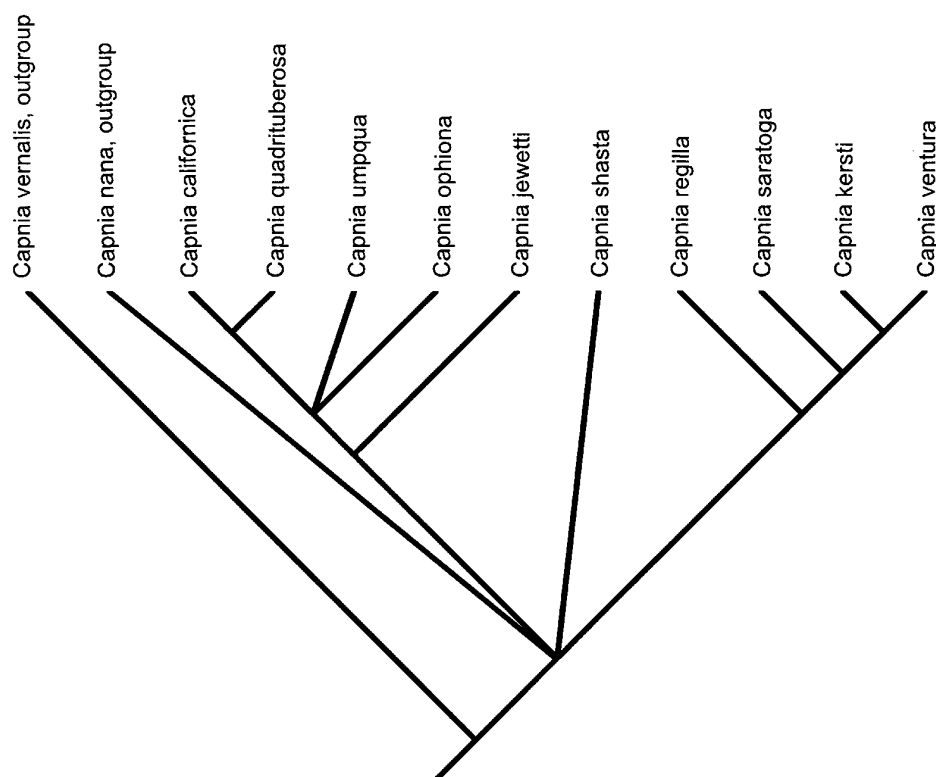 Capnia vernalis, outgroup
Capnia nana, outgroup
Capnia californica
Capnia quadrituberosa
Capnia umpqua
Capnia ophiona
Capnia jewetti
Capnia shasta
Capnia regilla
Capnia saratoga
Capnia kersti
Capnia ventura